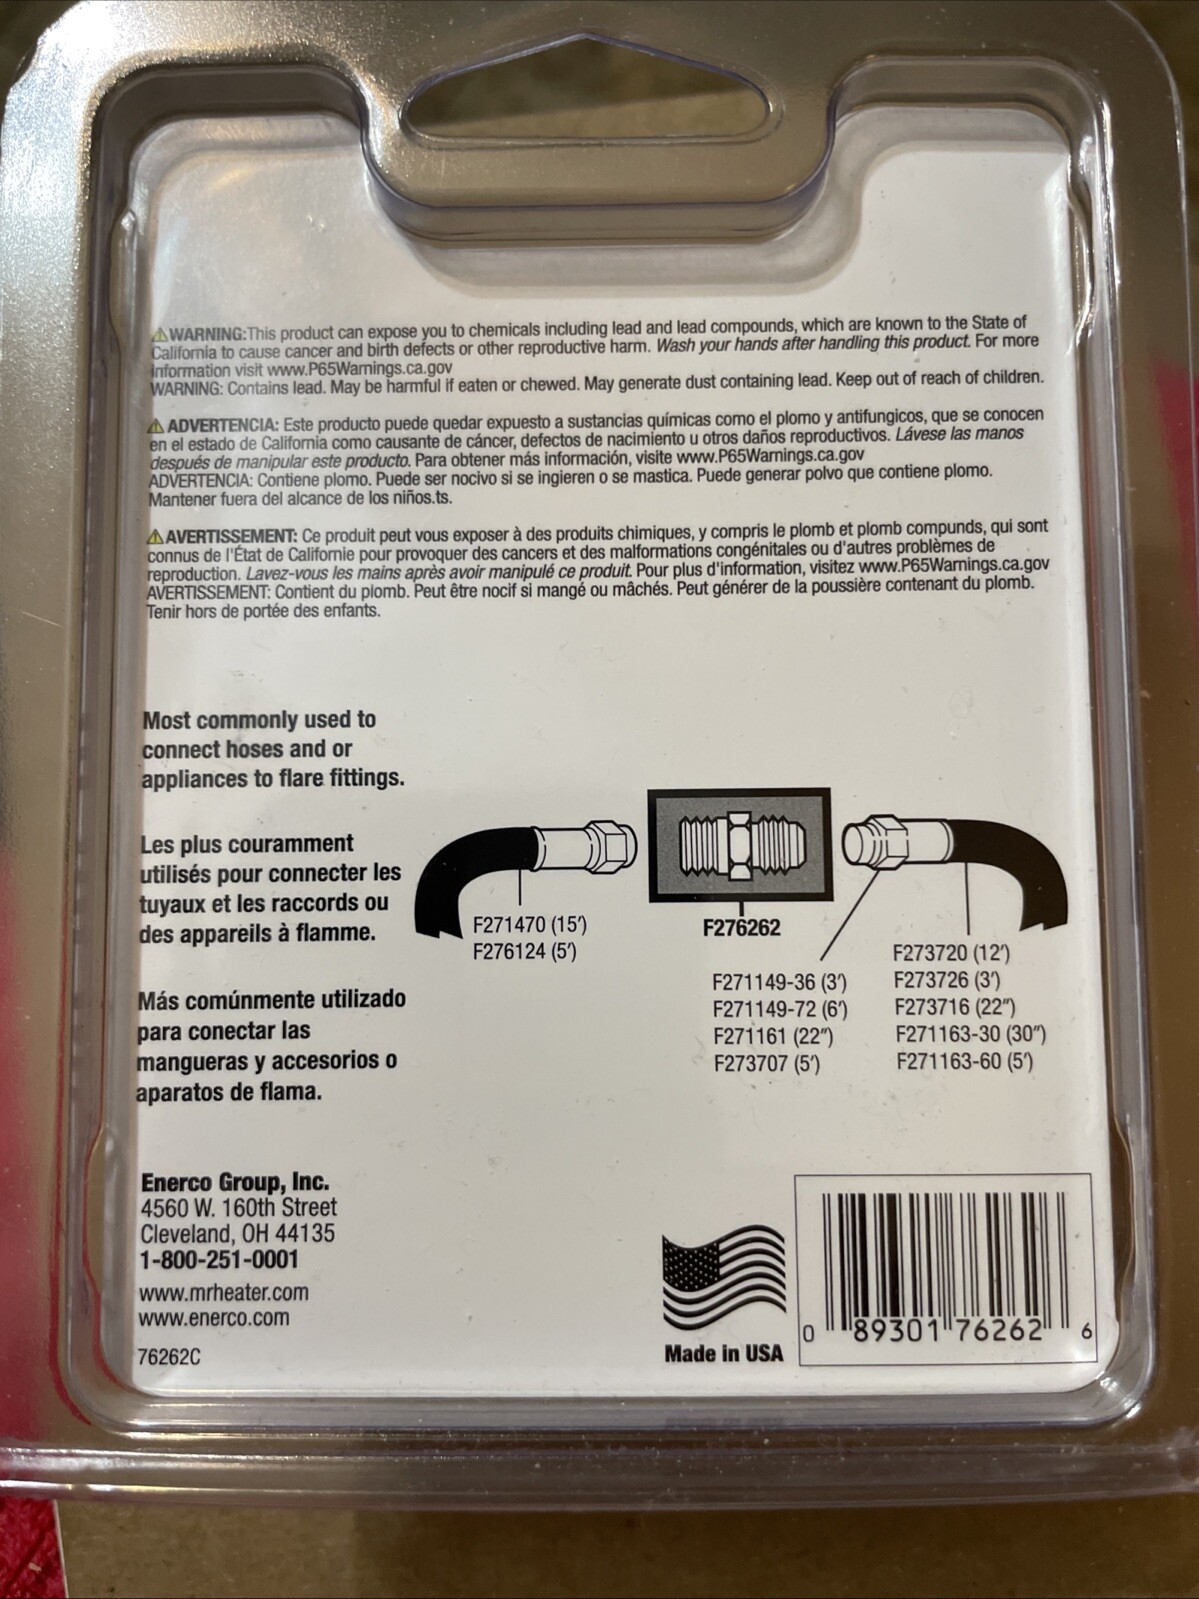 ⚠WARNING:This product can expose you to chemicals including lead and lead compounds, which are known to the State of
California to cause cancer and birth defects or other reproductive harm. Wash your hands after handling this product. For more
information visit www.P65Warnings.ca.gov
WARNING: Contains lead. May be harmful if eaten or chewed. May generate dust containing lead. Keep out of reach of children.
⚠ ADVERTENCIA: Este producto puede quedar expuesto a sustancias químicas como el plomo y antifungicos, que se conocen
en el estado de California como causante de cáncer, defectos de nacimiento u otros daños reproductivos. Lávese las manos
después de manipular este producto. Para obtener más información, visite www.P65Warnings.ca.gov
ADVERTENCIA: Contiene plomo. Puede ser nocivo si se ingieren o se mastica. Puede generar polvo que contiene plomo.
Mantener fuera del alcance de los niños.ts.
⚠AVERTISSEMENT: Ce produit peut vous exposer à des produits chimiques, y compris le plomb et plomb compunds, qui sont
connus de l'État de Californie pour provoquer des cancers et des malformations congénitales ou d'autres problèmes de
reproduction. Lavez-vous les mains après avoir manipulé ce produit. Pour plus d'information, visitez www.P65Warnings.ca.gov
AVERTISSEMENT: Contient du plomb. Peut être nocif si mangé ou mâchés. Peut générer de la poussière contenant du plomb.
Tenir hors de portée des enfants.
Most commonly used to
connect hoses and or
appliances to flare fittings.
Les plus couramment
utilisés pour connecter les
tuyaux et les raccords ou
des appareils à flamme.
Más comúnmente utilizado
para conectar las
mangueras y accesorios o
aparatos de flama.
F271470 (15')
F276124 (5')
F276262
F271149-36 (3')
F271149-72 (6')
F271161 (22")
F273707 (5')
F273720 (12')
F273726 (3')
F273716 (22")
F271163-30 (30")
F271163-60 (5')
Enerco Group, Inc.
4560 W. 160th Street
Cleveland, OH 44135
1-800-251-0001
www.mrheater.com
www.enerco.com
76262C
Made in USA
0 89301 76262 6